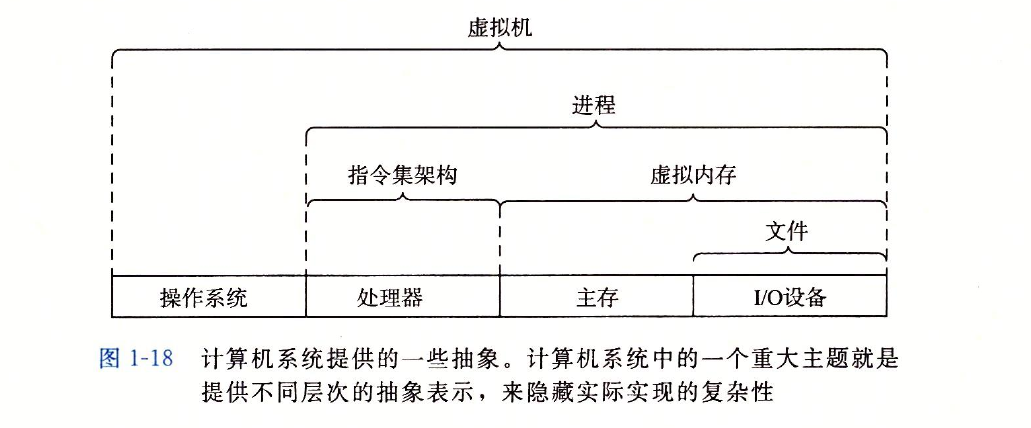 虚拟机
进程
指令集架构 虚拟内存
文件
操作系统 处理器 主存 I/O设备
图 1-18 计算机系统提供的一些抽象。计算机系统中的一个重大主题就是
提供不同层次的抽象表示，来隐藏实际实现的复杂性